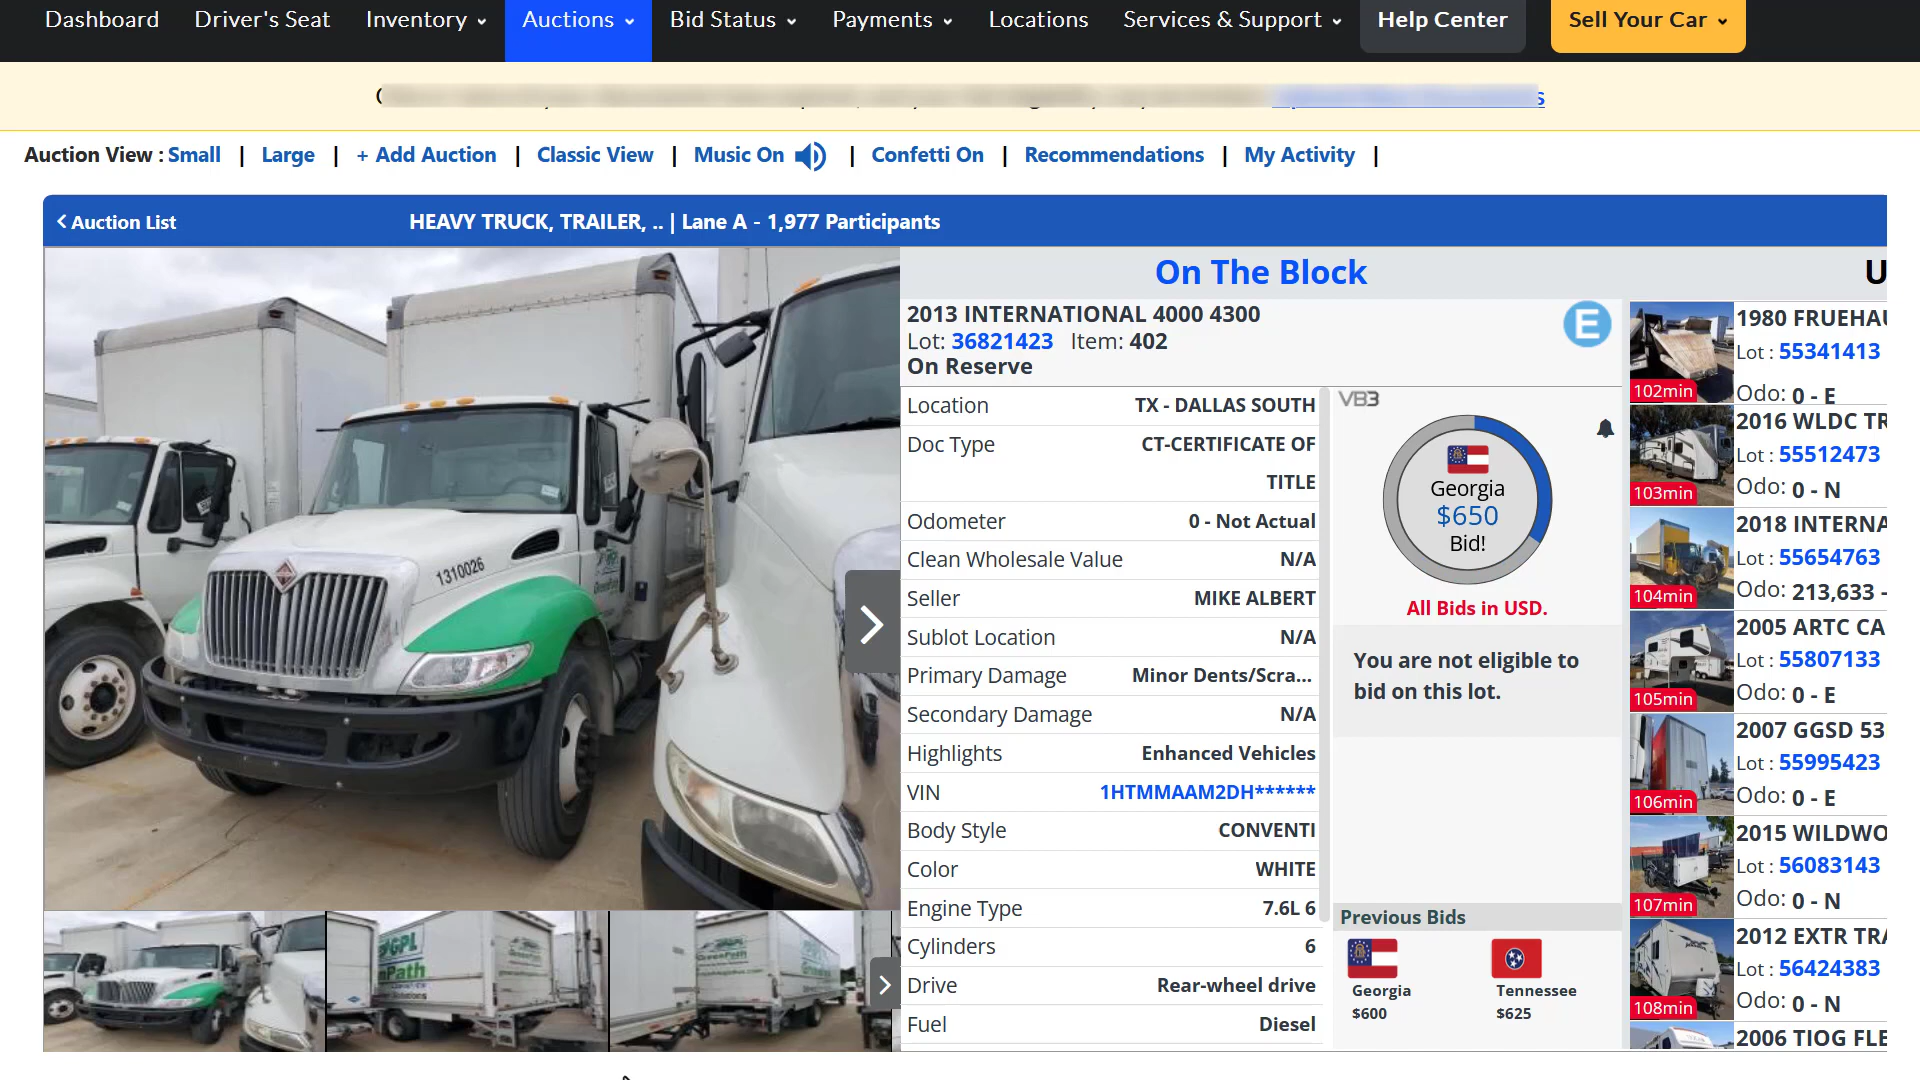 Dashboard
Driver's Seat
Inventory
Auctions
Bid Status
Payments
Locations
Services & Support
Help Center
Sell Your Car
Auction View : Small | Large | + Add Auction | Classic View | Music On | Confetti On | Recommendations | My Activity |
Auction List
HEAVY TRUCK, TRAILER, .. | Lane A - 1,977 Participants
1310026
On The Block
2013 INTERNATIONAL 4000 4300
Lot: 36821423 Item: 402
On Reserve
Location TX - DALLAS SOUTH
Doc Type CT-CERTIFICATE OF
TITLE
Odometer 0 - Not Actual
Clean Wholesale Value N/A
Seller MIKE ALBERT
Sublot Location N/A
Primary Damage Minor Dents/Scra...
Secondary Damage N/A
Highlights Enhanced Vehicles
VIN 1HTMMAAM2DH******
Body Style CONVENTI
Color WHITE
Engine Type 7.6L 6
Cylinders 6
Drive Rear-wheel drive
Fuel Diesel
E
VB3
Georgia
$650
Bid!
All Bids in USD.
You are not eligible to
bid on this lot.
Previous Bids
Georgia
$600
Tennessee
$625
U
1980 FRUEHAU
Lot : 55341413
Odo: 0 - E
102min
2016 WLDC TR
Lot : 55512473
Odo: 0 - N
103min
2018 INTERNA
Lot : 55654763
Odo: 213,633 -
104min
2005 ARTC CA
Lot : 55807133
Odo: 0 - E
105min
2007 GGSD 53
Lot : 55995423
Odo: 0 - E
106min
2015 WILDWO
Lot : 56083143
Odo: 0 - N
107min
2012 EXTR TRA
Lot : 56424383
Odo: 0 - N
108min
2006 TIOG FLE
GPL
GreenPath